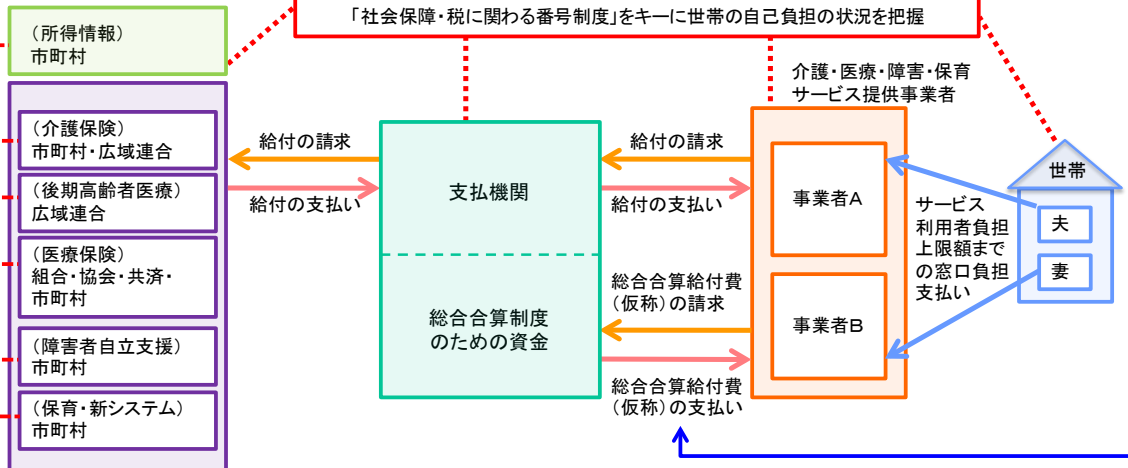 「社会保障・税に関わる番号制度」をキーに世帯の自己負担の状況を把握
(所得情報)
市町村
(介護保険)
市町村・広域連合
(後期高齢者医療)
広域連合
(医療保険)
組合・協会・共済・
市町村
(障害者自立支援)
市町村
(保育・新システム)
市町村
給付の請求
給付の支払い
支払機関
総合合算制度
のための資金
給付の請求
給付の支払い
総合合算給付費
(仮称)の請求
総合合算給付費
(仮称)の支払い
介護・医療・障害・保育
サービス提供事業者
事業者A
事業者B
サービス
利用者負担
上限額まで
の窓口負担
支払い
世帯
夫
妻